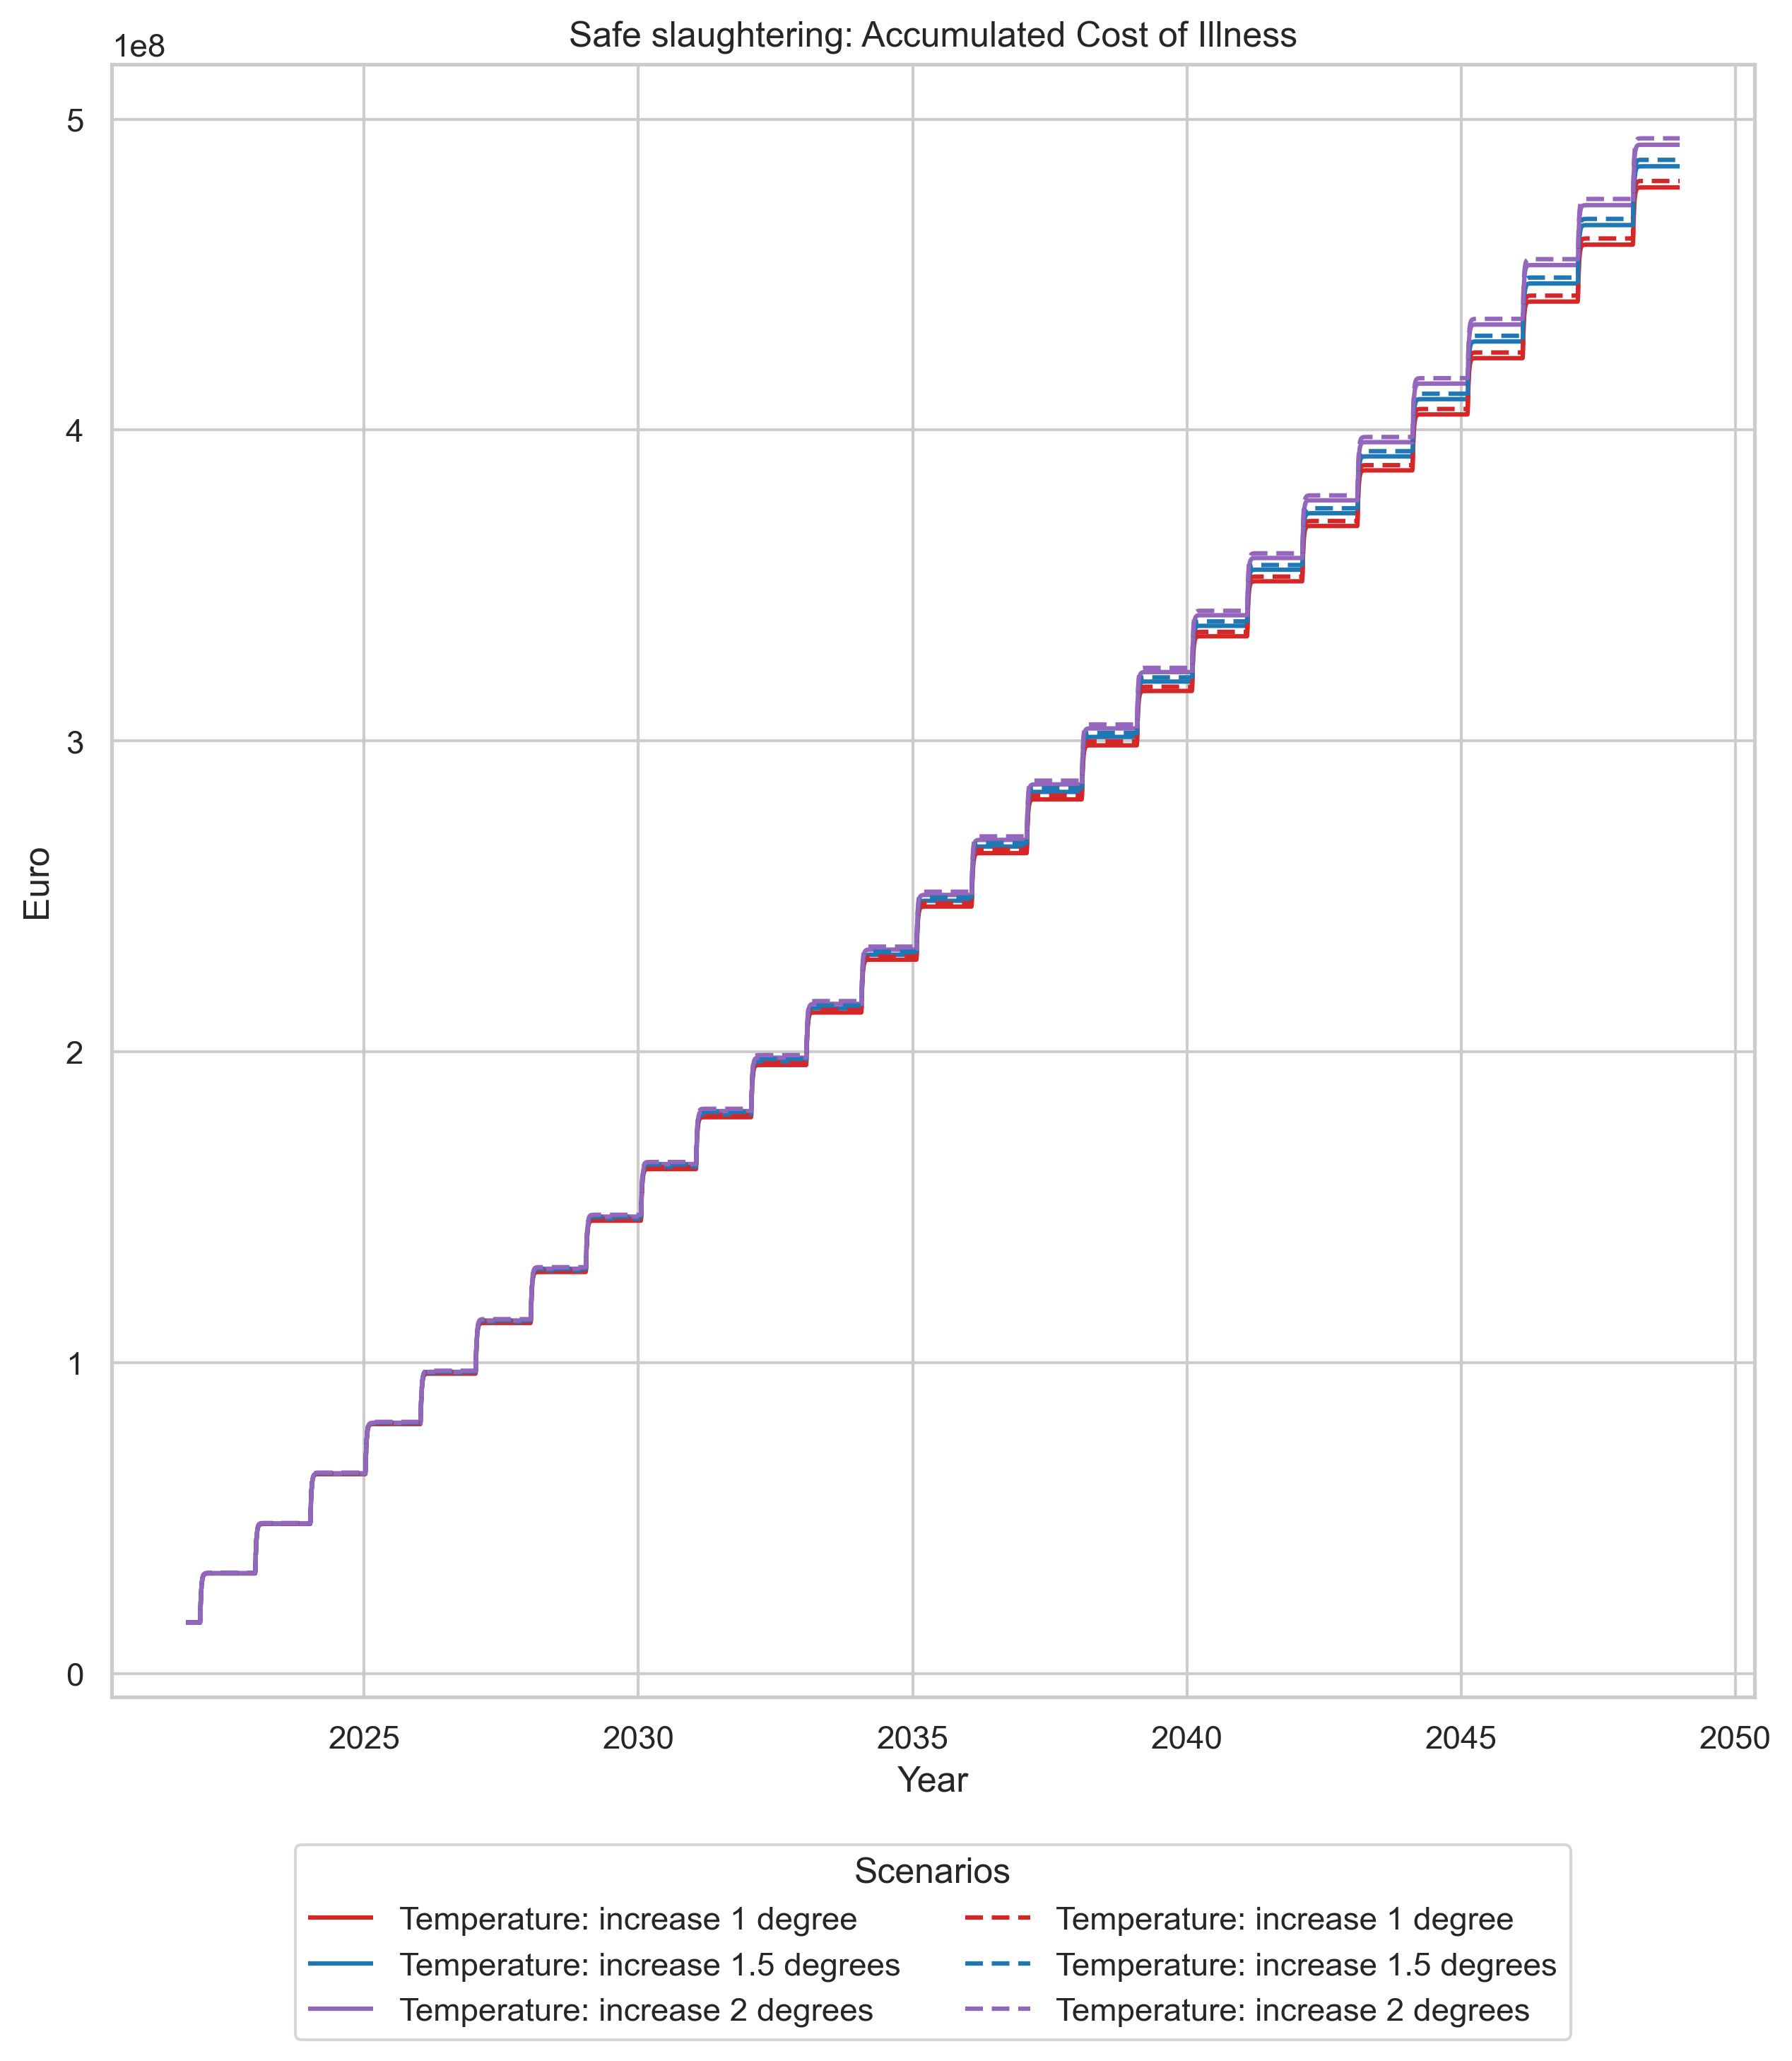 Safe slaughtering: Accumulated Cost of Illness
1e8
5
4
3
2
1
0
Euro
2025 2030 2035 2040 2045 2050
Year
Scenarios
Temperature: increase 1 degree Temperature: increase 1 degree
Temperature: increase 1.5 degrees Temperature: increase 1.5 degrees
Temperature: increase 2 degrees Temperature: increase 2 degrees